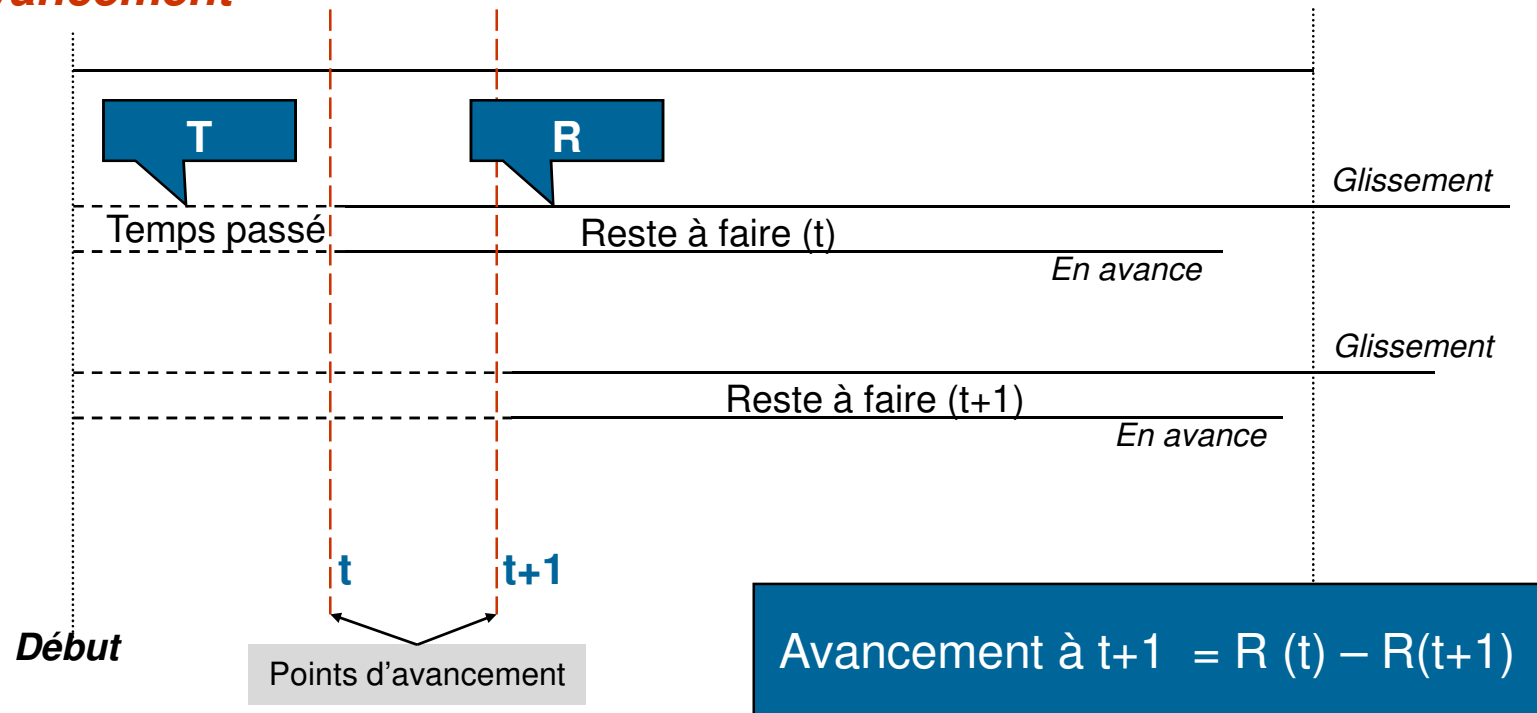 T
R
Glissement
Temps passé
Reste à faire (t)
En avance
Glissement
Reste à faire (t+1)
En avance
t
t+1
Début
Points d’avancement
Avancement à t+1 = R (t) – R(t+1)